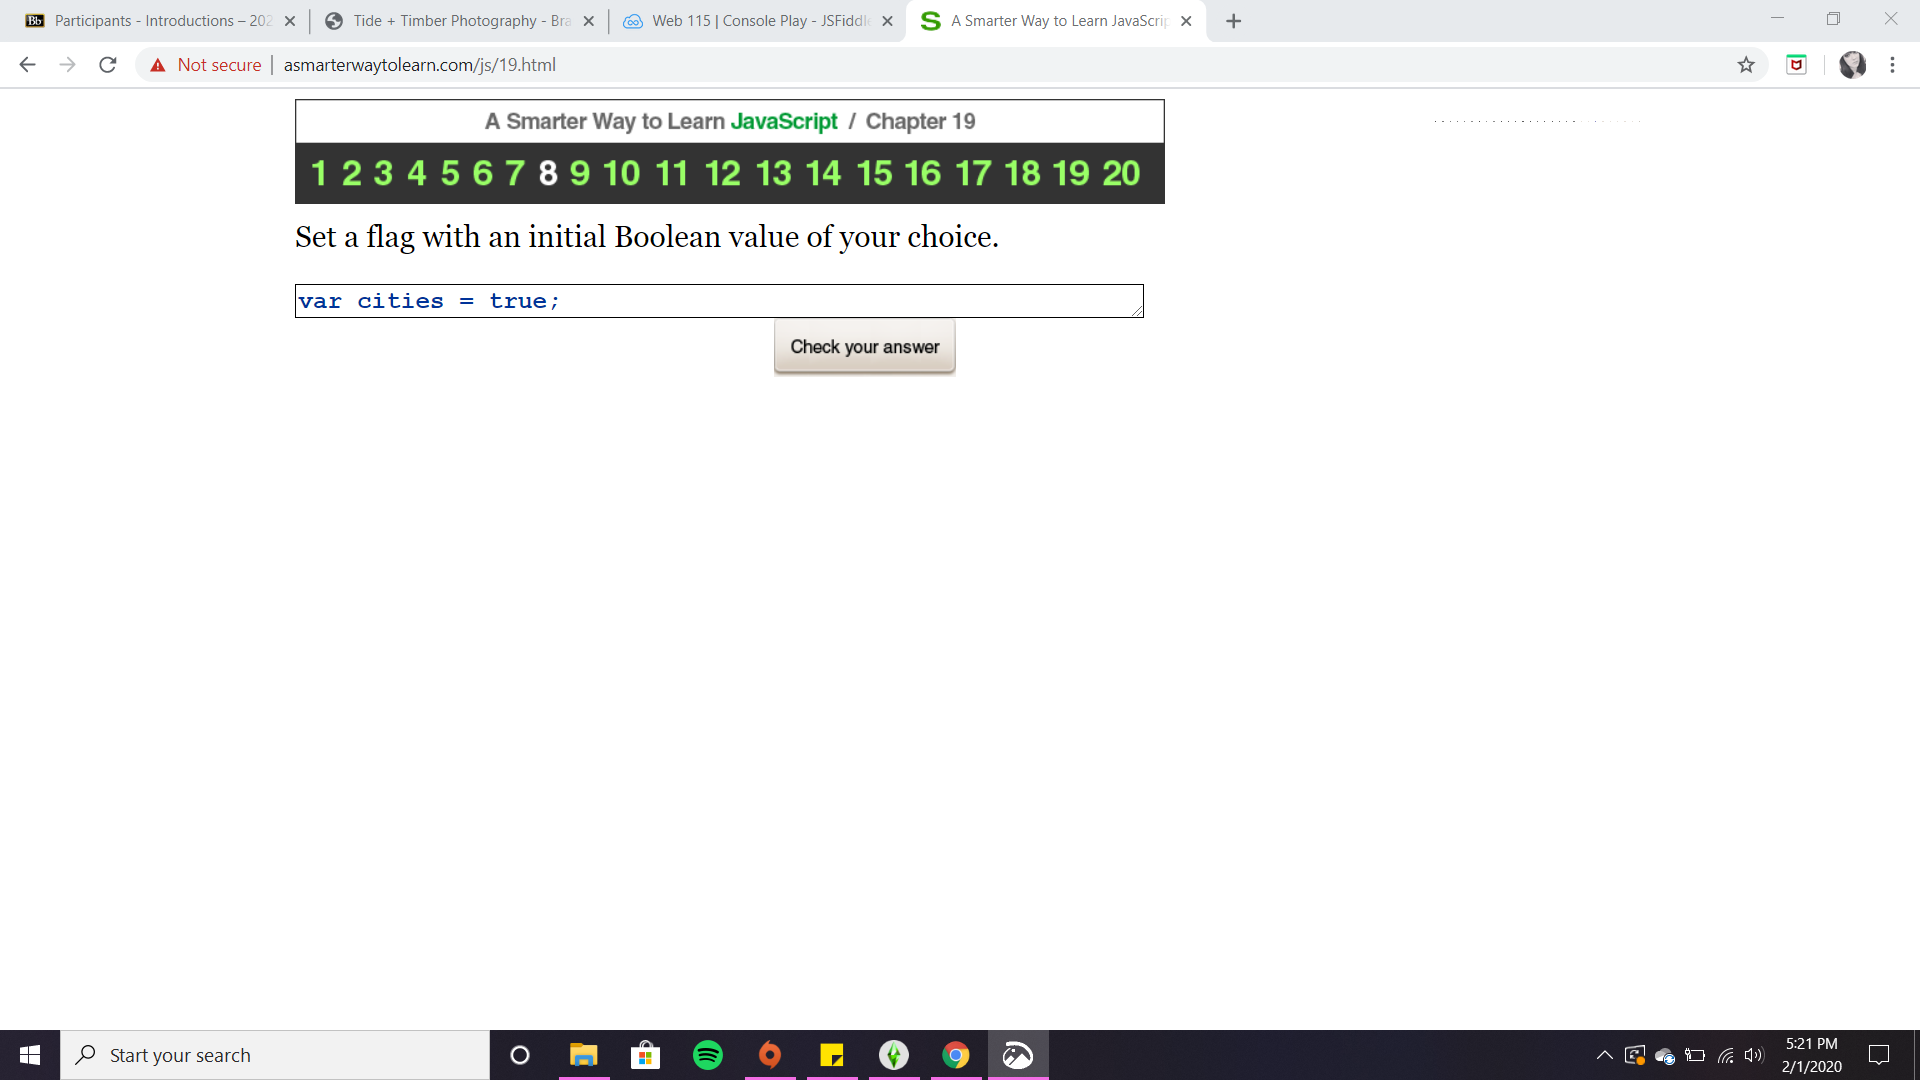 Participants - Introductions – 202
Tide + Timber Photography - Bra
Web 115 | Console Play - JSFiddle
A Smarter Way to Learn JavaScrip
Not secure | asmarterwaytolearn.com/js/19.html
A Smarter Way to Learn JavaScript / Chapter 19
1 2 3 4 5 6 7 8 9 10 11 12 13 14 15 16 17 18 19 20
Set a flag with an initial Boolean value of your choice.
var cities = true;
Check your answer
Start your search
5:21 PM
2/1/2020